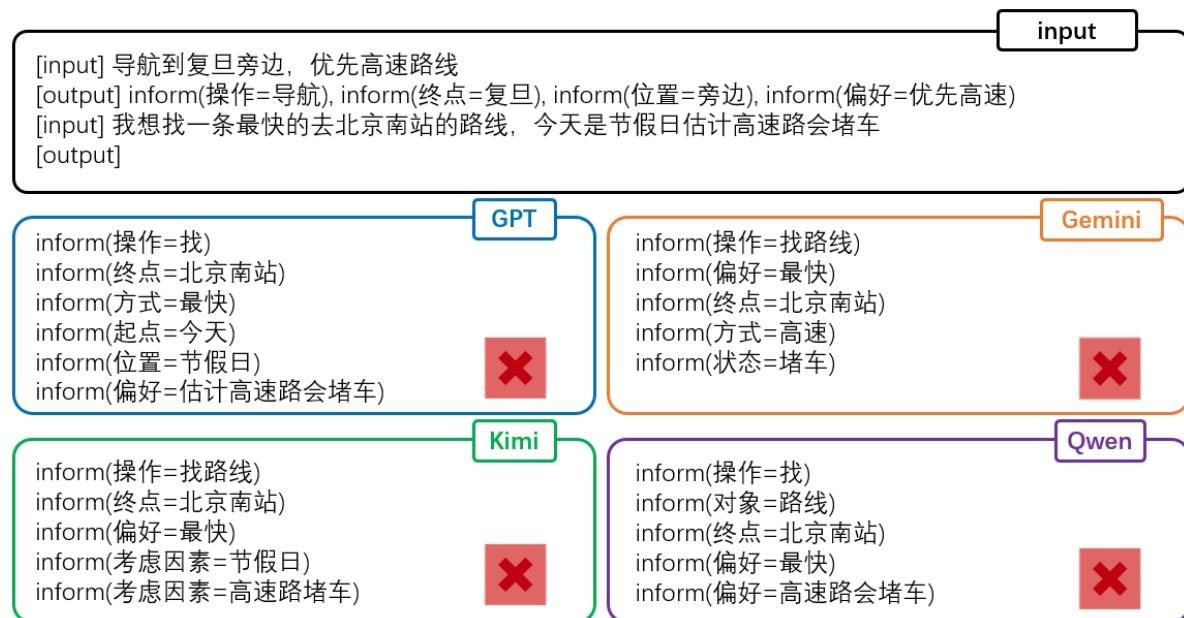 input
[input] 导航到复旦旁边，优先高速路线
[output] inform(操作=导航), inform(终点=复旦), inform(位置=旁边), inform(偏好=优先高速)
[input] 我想找一条最快的去北京南站的路线，今天是节假日估计高速路会堵车
[output]
GPT
inform(操作=找)
inform(终点=北京南站)
inform(方式=最快)
inform(起点=今天)
inform(位置=节假日)
inform(偏好=估计高速路会堵车)
Gemini
inform(操作=找路线)
inform(偏好=最快)
inform(终点=北京南站)
inform(方式=高速)
inform(状态=堵车)
Kimi
inform(操作=找路线)
inform(终点=北京南站)
inform(偏好=最快)
inform(考虑因素=节假日)
inform(考虑因素=高速路堵车)
Qwen
inform(操作=找)
inform(对象=路线)
inform(终点=北京南站)
inform(偏好=最快)
inform(偏好=高速路会堵车)